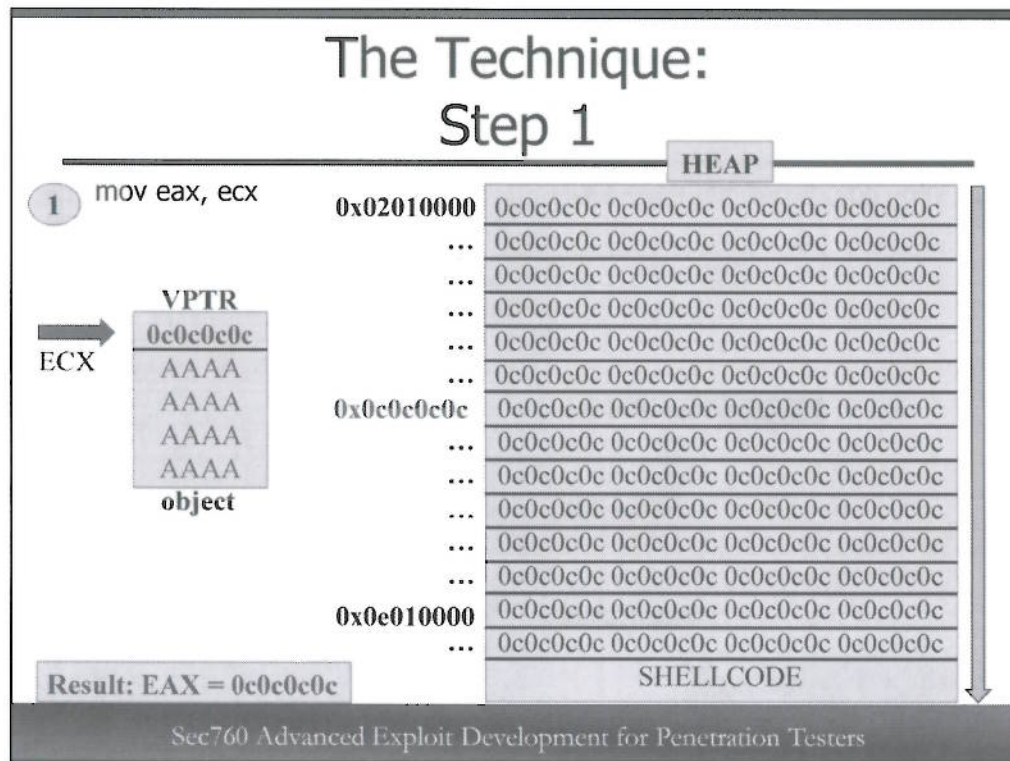 The Technique:
Step 1
HEAP
1 mov eax, ecx
0x02010000 0c0c0c0c 0c0c0c0c 0c0c0c0c 0c0c0c0c
... 0c0c0c0c 0c0c0c0c 0c0c0c0c 0c0c0c0c
... 0c0c0c0c 0c0c0c0c 0c0c0c0c 0c0c0c0c
VPTR
... 0c0c0c0c 0c0c0c0c 0c0c0c0c 0c0c0c0c
0c0c0c0c
... 0c0c0c0c 0c0c0c0c 0c0c0c0c 0c0c0c0c
ECX
AAAA
... 0c0c0c0c 0c0c0c0c 0c0c0c0c 0c0c0c0c
AAAA
0x0c0c0c0c 0c0c0c0c 0c0c0c0c 0c0c0c0c 0c0c0c0c
AAAA
... 0c0c0c0c 0c0c0c0c 0c0c0c0c 0c0c0c0c
AAAA
... 0c0c0c0c 0c0c0c0c 0c0c0c0c 0c0c0c0c
object
... 0c0c0c0c 0c0c0c0c 0c0c0c0c 0c0c0c0c
... 0c0c0c0c 0c0c0c0c 0c0c0c0c 0c0c0c0c
... 0c0c0c0c 0c0c0c0c 0c0c0c0c 0c0c0c0c
0x0e010000 0c0c0c0c 0c0c0c0c 0c0c0c0c 0c0c0c0c
... 0c0c0c0c 0c0c0c0c 0c0c0c0c 0c0c0c0c
SHELLCODE
Result: EAX = 0c0c0c0c
Sec760 Advanced Exploit Development for Penetration Testers